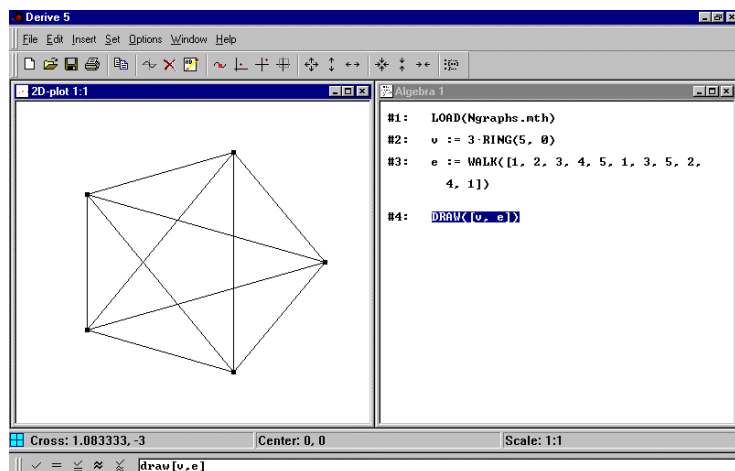 Derive 5
File Edit Insert Set Options Window Help
2D-plot 1:1
Algebra 1
#1: LOAD(Ngraphs.mth)
#2: v := 3·RING(5, 0)
#3: e := WALK([1, 2, 3, 4, 5, 1, 3, 5, 2,
4, 1])
#4: DRAW([v, e])
Cross: 1.083333, -3
Center: 0, 0
Scale: 1:1
draw[v,e]